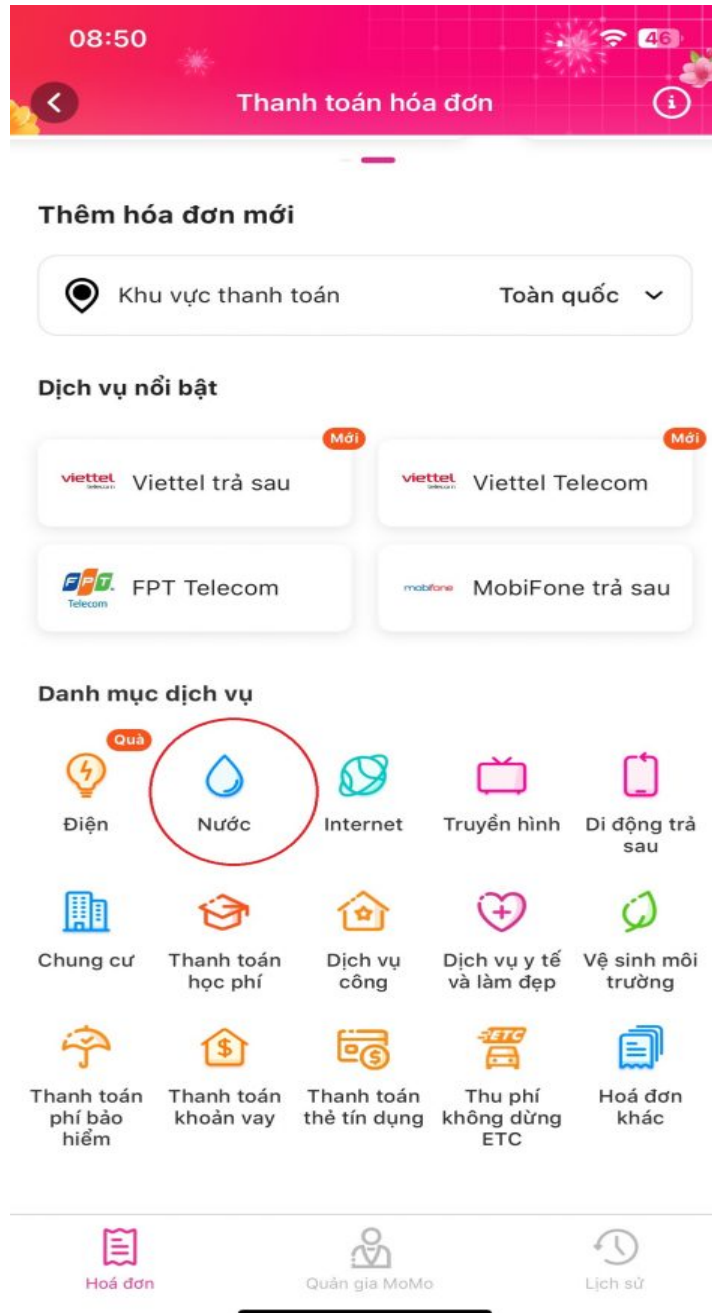 08:50
46
Thanh toán hóa đơn
Thêm hóa đơn mới
Khu vực thanh toán
Toàn quốc
Dịch vụ nổi bật
Mới
Mới
viettel
Viettel trả sau
viettel
Viettel Telecom
FPT
Telecom
FPT Telecom
mobifone
MobiFone trả sau
Danh mục dịch vụ
Quà
Điện
Nước
Internet
Truyền hình
Di động trả
sau
Chung cư
Thanh toán
học phí
Dịch vụ
công
Dịch vụ y tế
và làm đẹp
Vệ sinh môi
trường
ETC
Thanh toán
phí bảo
hiểm
Thanh toán
khoản vay
Thanh toán
thẻ tín dụng
Thu phí
không dừng
ETC
Hoá đơn
khác
Hoá đơn
Quản gia MoMo
Lịch sử